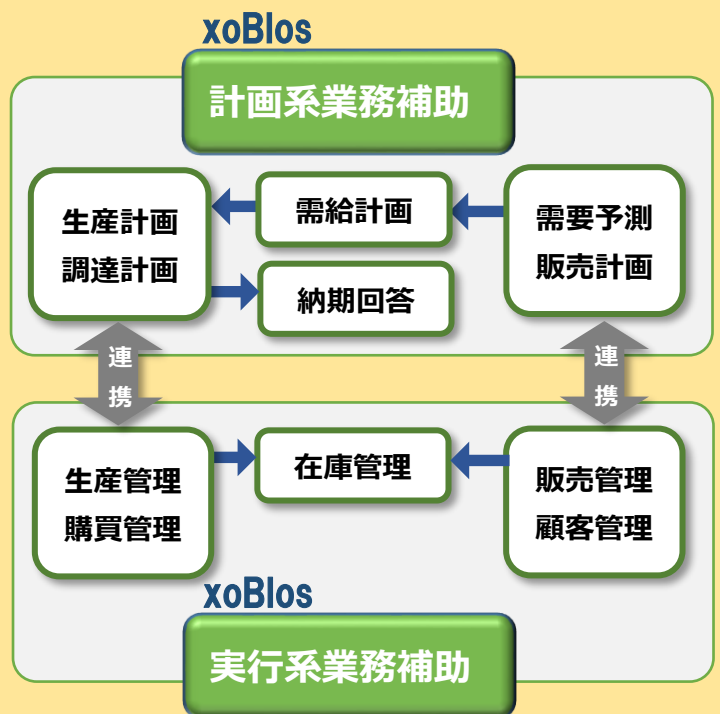 xoBlos
計画系業務補助
生産計画
調達計画
需給計画
納期回答
需要予測
販売計画
連
携
連
携
生産管理
購買管理
在庫管理
販売管理
顧客管理
xoBlos
実行系業務補助